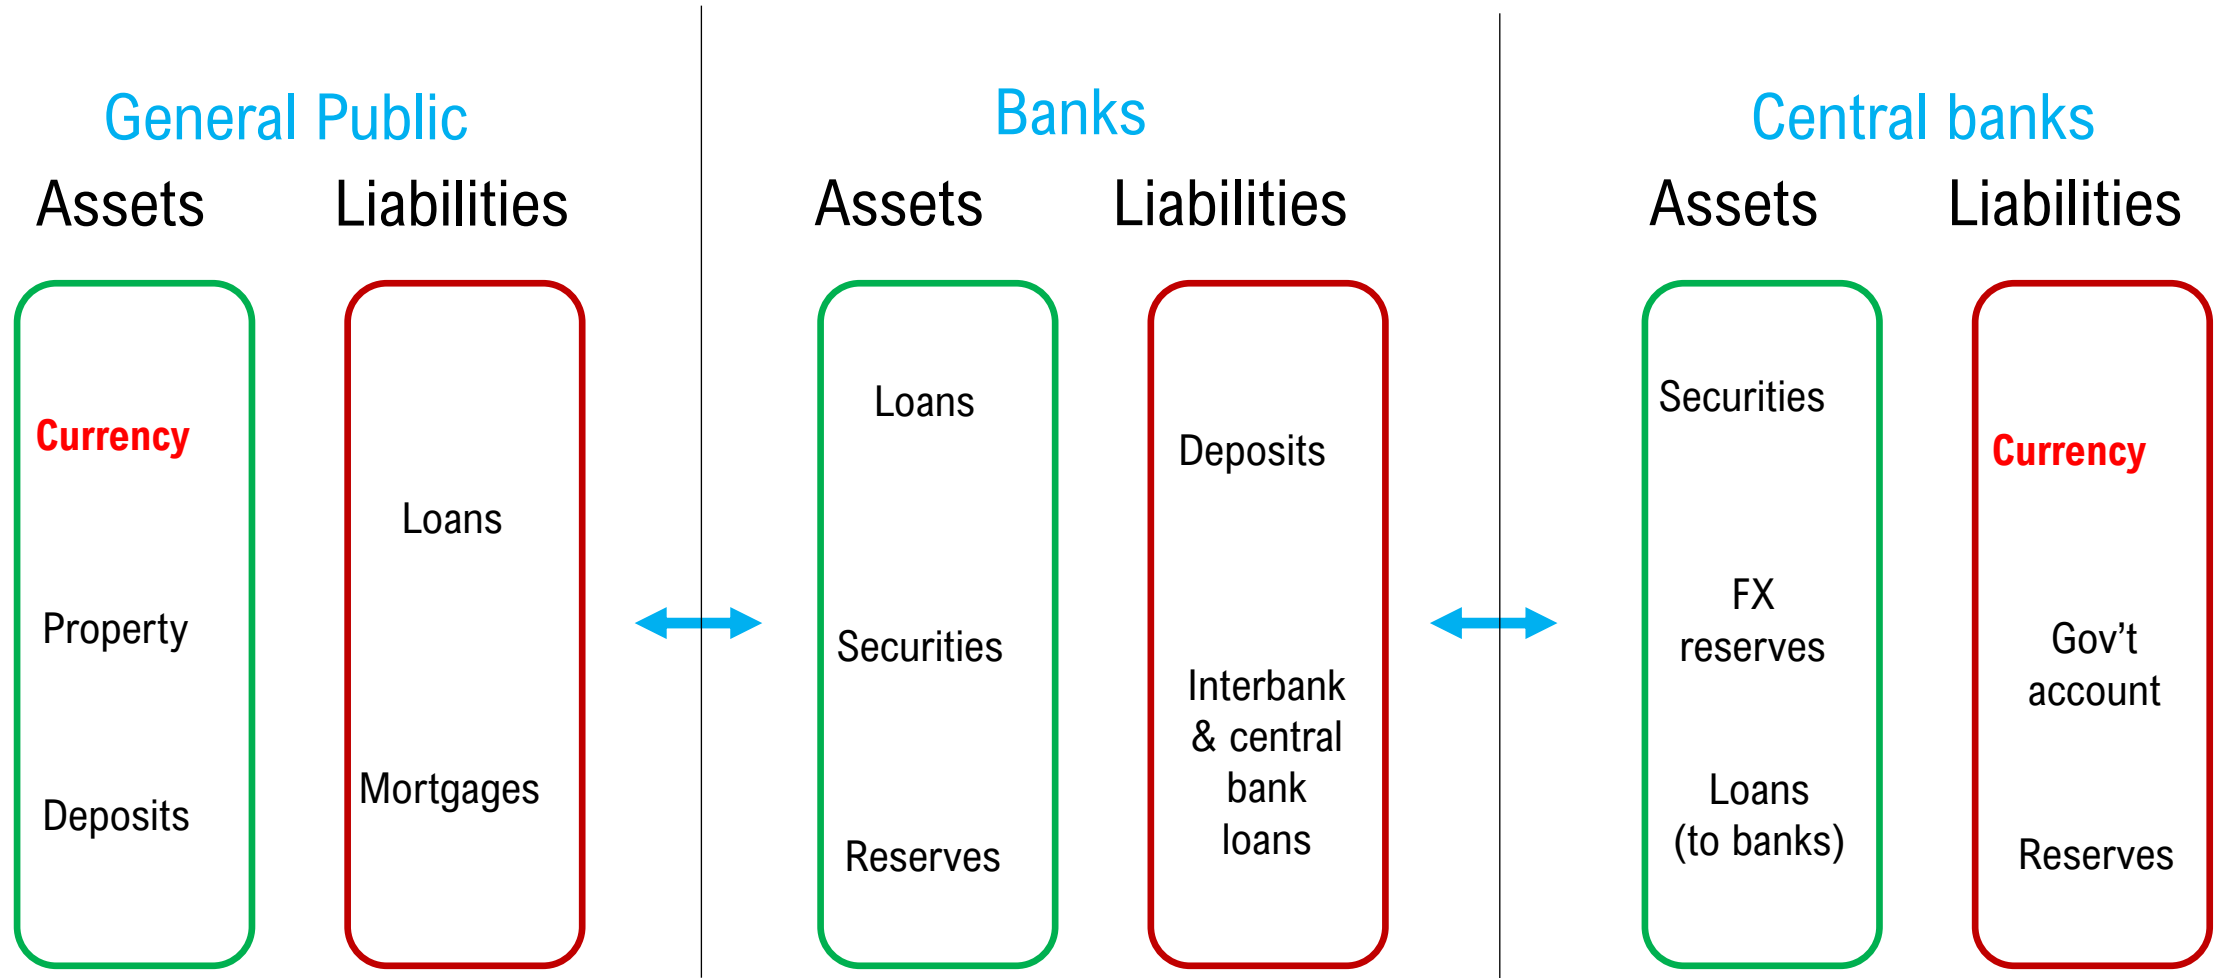 General Public
Assets
Liabilities
Currency
Property
Deposits
Loans
Mortgages
Banks
Assets
Liabilities
Loans
Securities
Reserves
Deposits
Interbank
& central
bank
loans
Central banks
Assets
Liabilities
Securities
FX
reserves
Loans
(to banks)
Currency
Gov’t
account
Reserves